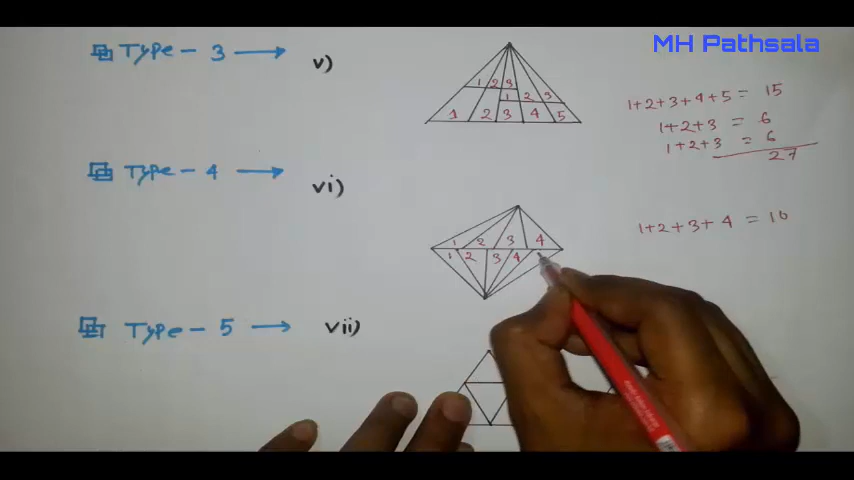 MH Pathsala
Type - 3
v)
1 2 3
1 2 3
1 2 3 4 5
1+2+3+4+5 = 15
1+2+3 = 6
1+2+3 = 6
27
Type - 4
vi)
1 2 3 4
1 2 3 4
1+2+3+4 = 10
Type - 5
vii)